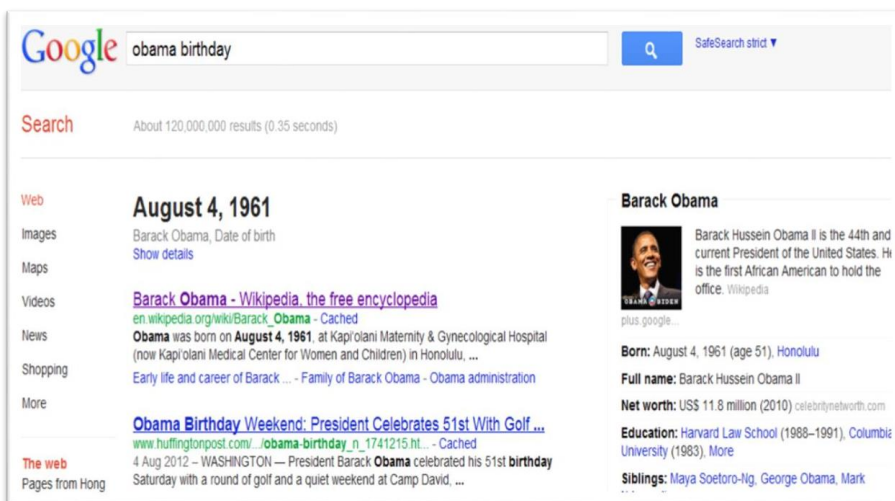 Google
obama birthday
SafeSearch strict ▼
Search
About 120,000,000 results (0.35 seconds)
Web
Images
Maps
Videos
News
Shopping
More
The web
Pages from Hong
August 4, 1961
Barack Obama, Date of birth
Show details
Barack Obama - Wikipedia, the free encyclopedia
en.wikipedia.org/wiki/Barack_Obama - Cached
Obama was born on August 4, 1961, at Kapi'olani Maternity & Gynecological Hospital
(now Kapi'olani Medical Center for Women and Children) in Honolulu, ...
Early life and career of Barack ... - Family of Barack Obama - Obama administration
Obama Birthday Weekend: President Celebrates 51st With Golf ...
www.huffingtonpost.com/.../obama-birthday_n_1741215.ht... - Cached
4 Aug 2012 – WASHINGTON — President Barack Obama celebrated his 51st birthday
Saturday with a round of golf and a quiet weekend at Camp David, ...
Barack Obama
OBAMA BIDEN
plus.google...
Barack Hussein Obama II is the 44th and
current President of the United States. He
is the first African American to hold the
office. Wikipedia
Born: August 4, 1961 (age 51), Honolulu
Full name: Barack Hussein Obama II
Net worth: US$ 11.8 million (2010) celebritynetworth.com
Education: Harvard Law School (1988–1991), Columbia
University (1983), More
Siblings: Maya Soetoro-Ng, George Obama, Mark